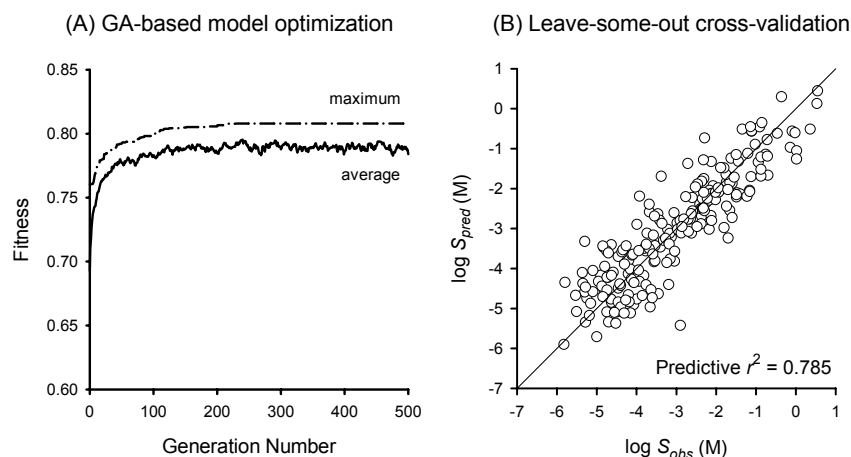 (A) GA-based model optimization
0.85
0.80
0.75
0.70
0.65
0.60
Fitness
maximum
average
0 100 200 300 400 500
Generation Number
(B) Leave-some-out cross-validation
1
0
-1
-2
-3
-4
-5
-6
-7
log S_pred (M)
Predictive r² = 0.785
-7 -6 -5 -4 -3 -2 -1 0 1
log S_obs (M)